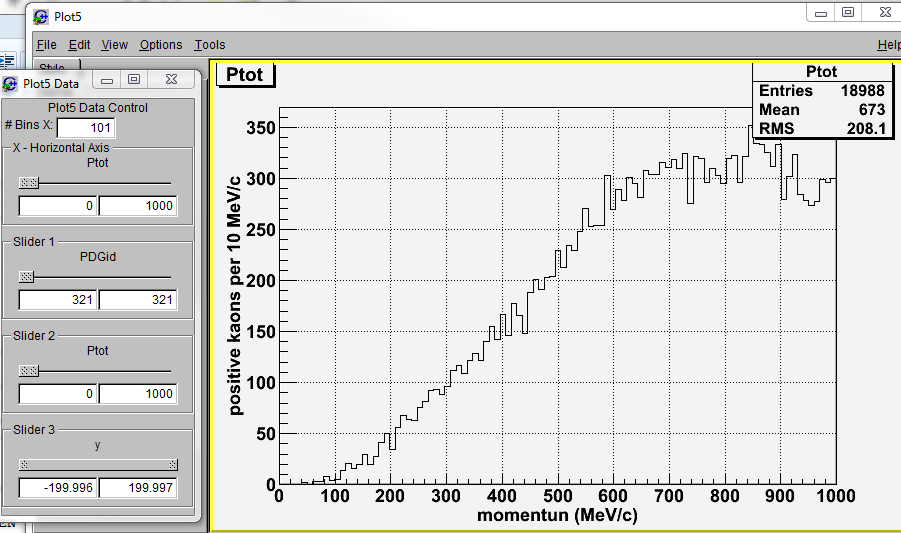 Plot5
File Edit View Options Tools Help
Style
Plot5 Data
Plot5 Data Control
# Bins X: 101
X - Horizontal Axis
Ptot
0 1000
Slider 1
PDGid
321 321
Slider 2
Ptot
0 1000
Slider 3
y
-199.996 199.997
Ptot
Ptot
Entries 18988
Mean 673
RMS 208.1
positive kaons per 10 MeV/c
350
300
250
200
150
100
50
0
0 100 200 300 400 500 600 700 800 900 1000
momentun (MeV/c)
EN